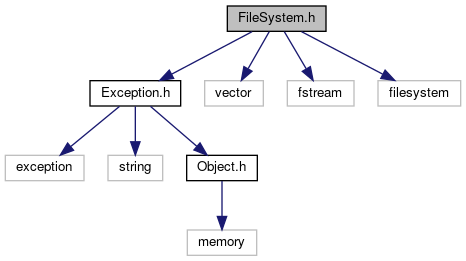 FileSystem.h
Exception.h
vector
fstream
filesystem
exception
string
Object.h
memory